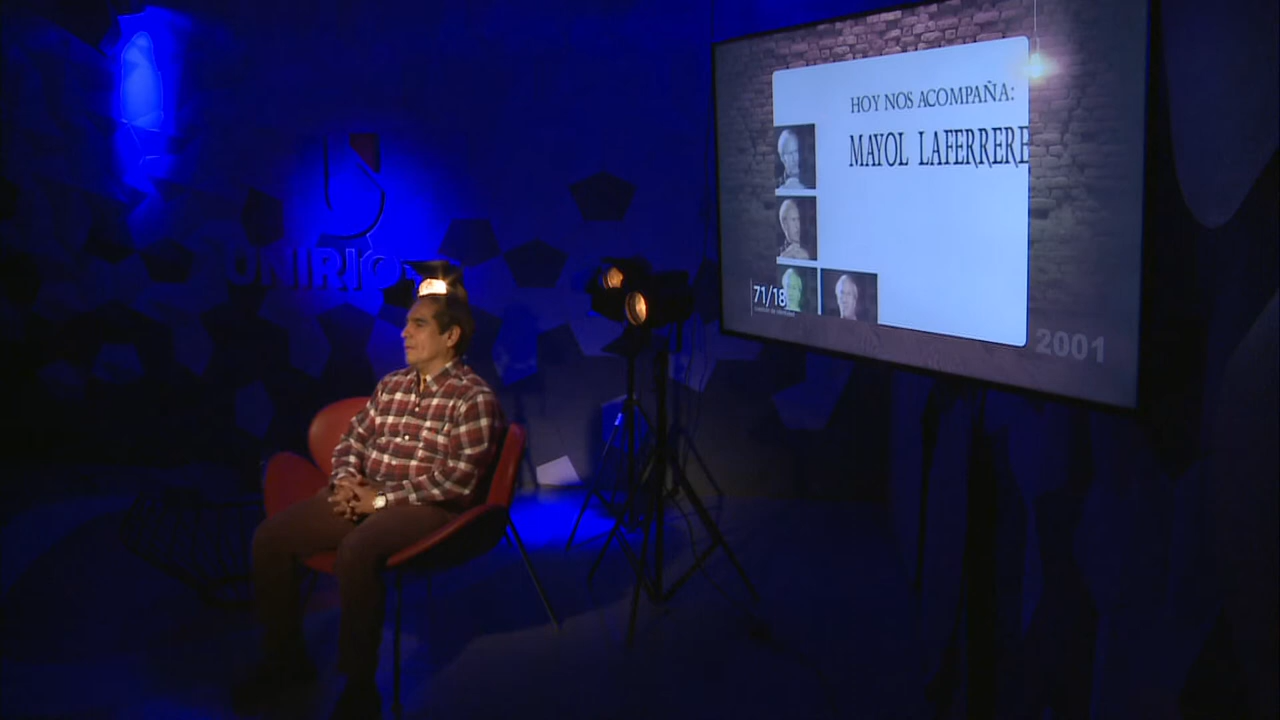 HOY NOS ACOMPAÑA:
MAYOL LAFERRERE
71/18
2001
UNIRIO